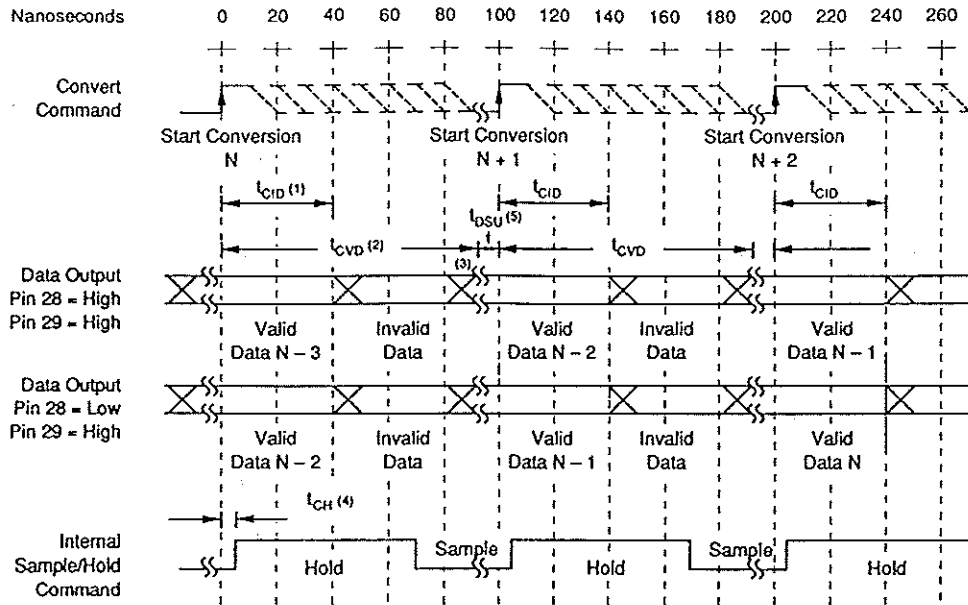 Nanoseconds 0 20 40 60 80 100 120 140 160 180 200 220 240 260
Convert
Command
Start Conversion
N
Start Conversion
N + 1
Start Conversion
N + 2
tCID (1)
tDSU (5)
tCID
tCID
tCVD (2)
(3)
tCVD
Data Output
Pin 28 = High
Pin 29 = High
Valid
Data N – 3
Invalid
Data
Valid
Data N – 2
Invalid
Data
Valid
Data N – 1
Data Output
Pin 28 = Low
Pin 29 = High
Valid
Data N – 2
Invalid
Data
Valid
Data N – 1
Invalid
Data
Valid
Data N
tCH (4)
Internal
Sample/Hold
Command
Hold
Sample
Hold
Sample
Hold